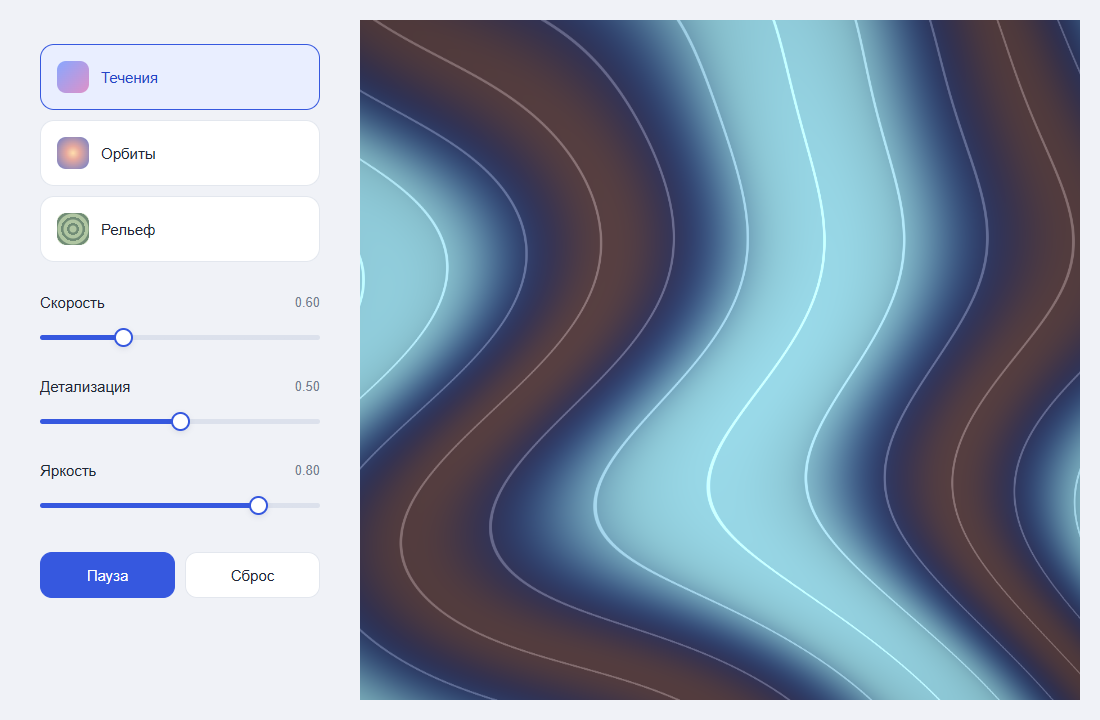 Течения
Орбиты
Рельеф
Скорость 0.60
Детализация 0.50
Яркость 0.80
Пауза Сброс